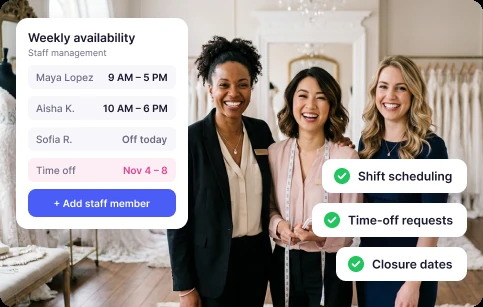 Weekly availability
Staff management
Maya Lopez 9 AM – 5 PM
Aisha K. 10 AM – 6 PM
Sofia R. Off today
Time off Nov 4 – 8
+ Add staff member
Shift scheduling
Time-off requests
Closure dates